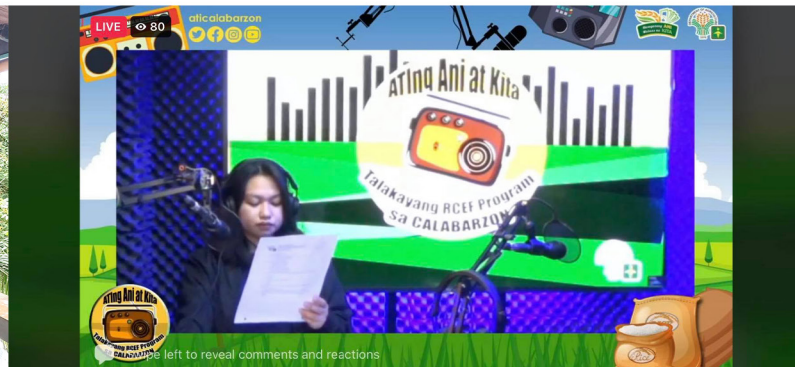 LIVE 80
aticalabarzon
ATIng Ani at Kita
Talakayang RCEF Program
sa CALABARZON
ATIng Ani at Kita
Talakayang RCEF Program
sa CALABARZON
left to reveal comments and reactions